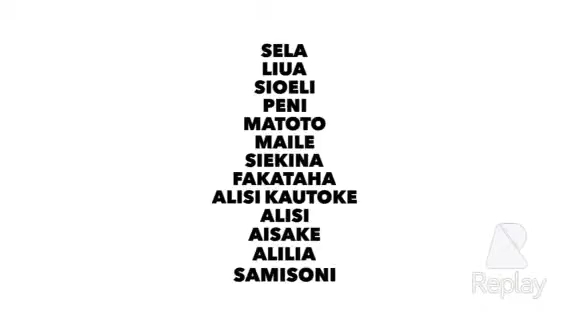 SELA
LIUA
SIOELI
PENI
MATOTO
MAILE
SIEKINA
FAKATAHA
ALISI KAUTOKE
ALISI
AISAKE
ALILIA
SAMISONI
Replay